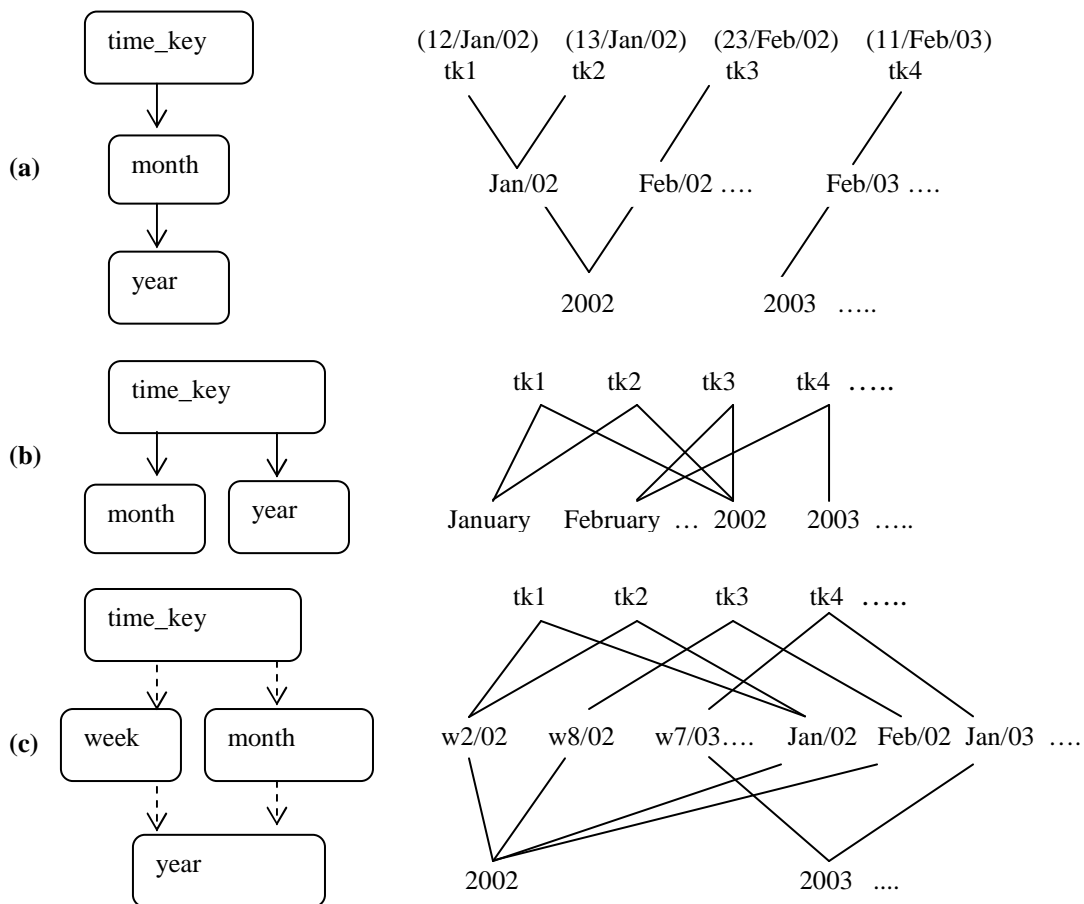 time_key
(12/Jan/02) (13/Jan/02) (23/Feb/02) (11/Feb/03)
tk1 tk2 tk3 tk4
(a)
month
Jan/02 Feb/02 …. Feb/03 ….
year
2002 2003 …..
time_key
tk1 tk2 tk3 tk4 …..
(b)
month year
January February … 2002 2003 …..
time_key
tk1 tk2 tk3 tk4 …..
(c)
week month
w2/02 w8/02 w7/03…. Jan/02 Feb/02 Jan/03 ….
year
2002 2003 ....